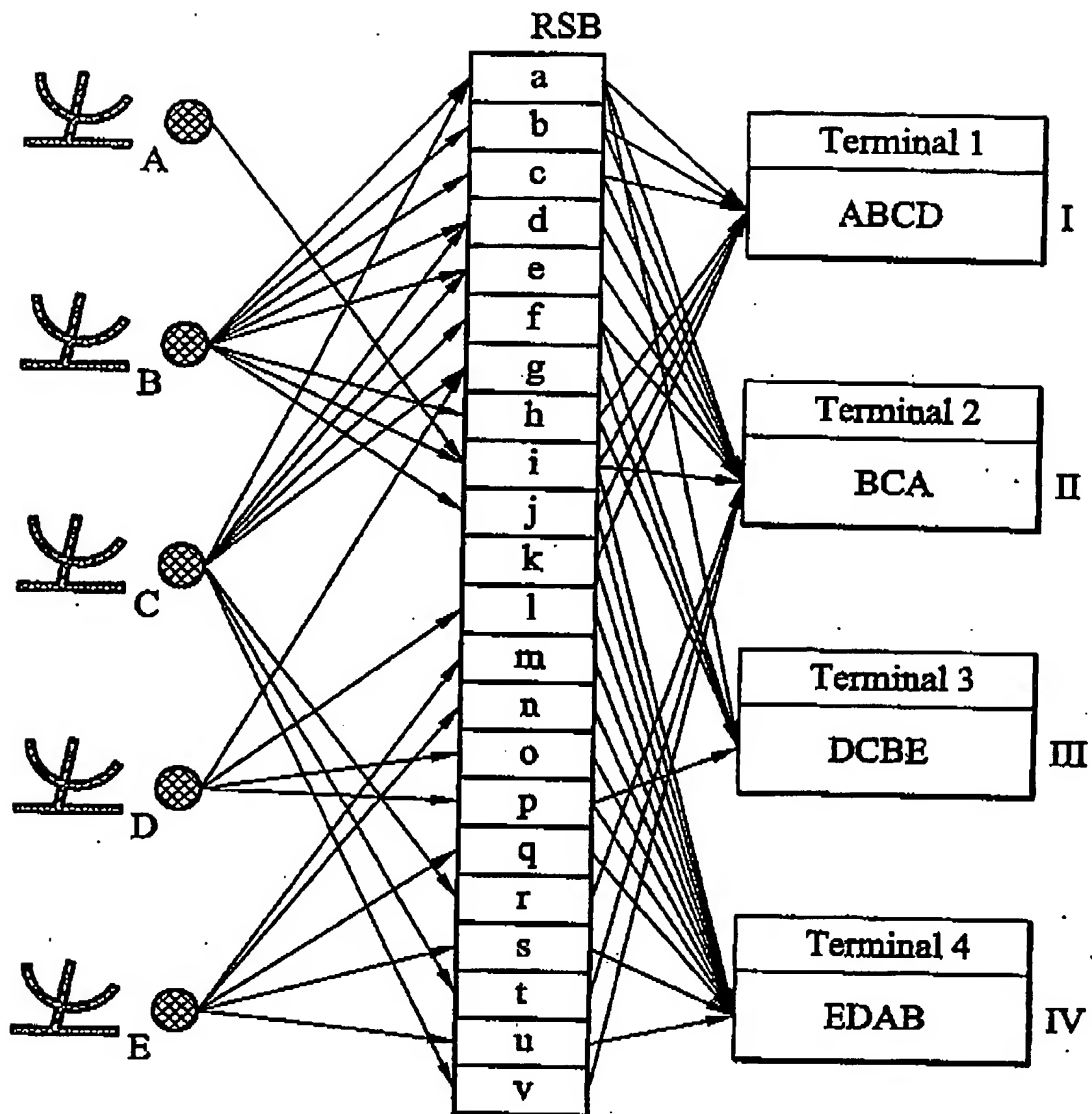 RSB
a
b
c
d
e
f
g
h
i
j
k
l
m
n
o
p
q
r
s
t
u
v
A
B
C
D
E
Terminal 1
ABCD
I
Terminal 2
BCA
II
Terminal 3
DCBE
III
Terminal 4
EDAB
IV